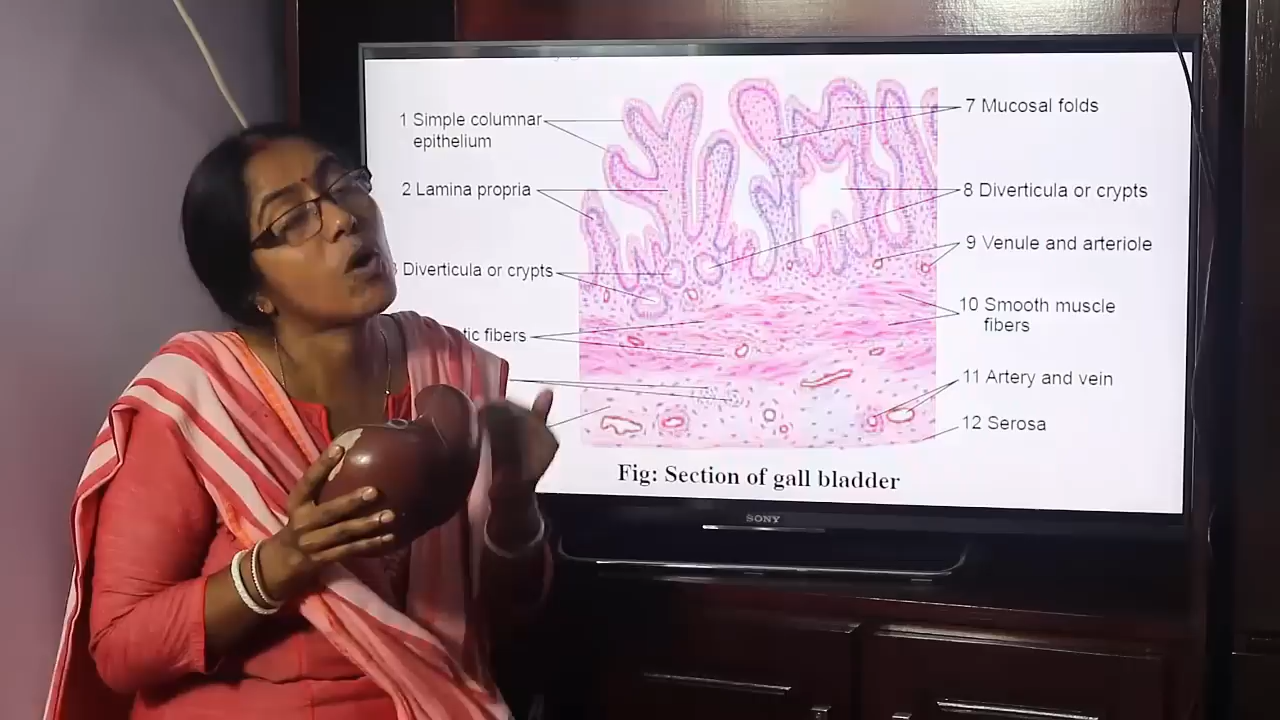 1 Simple columnar
epithelium
2 Lamina propria
Diverticula or crypts
fibers
7 Mucosal folds
8 Diverticula or crypts
9 Venule and arteriole
10 Smooth muscle
fibers
11 Artery and vein
12 Serosa
Fig: Section of gall bladder
SONY